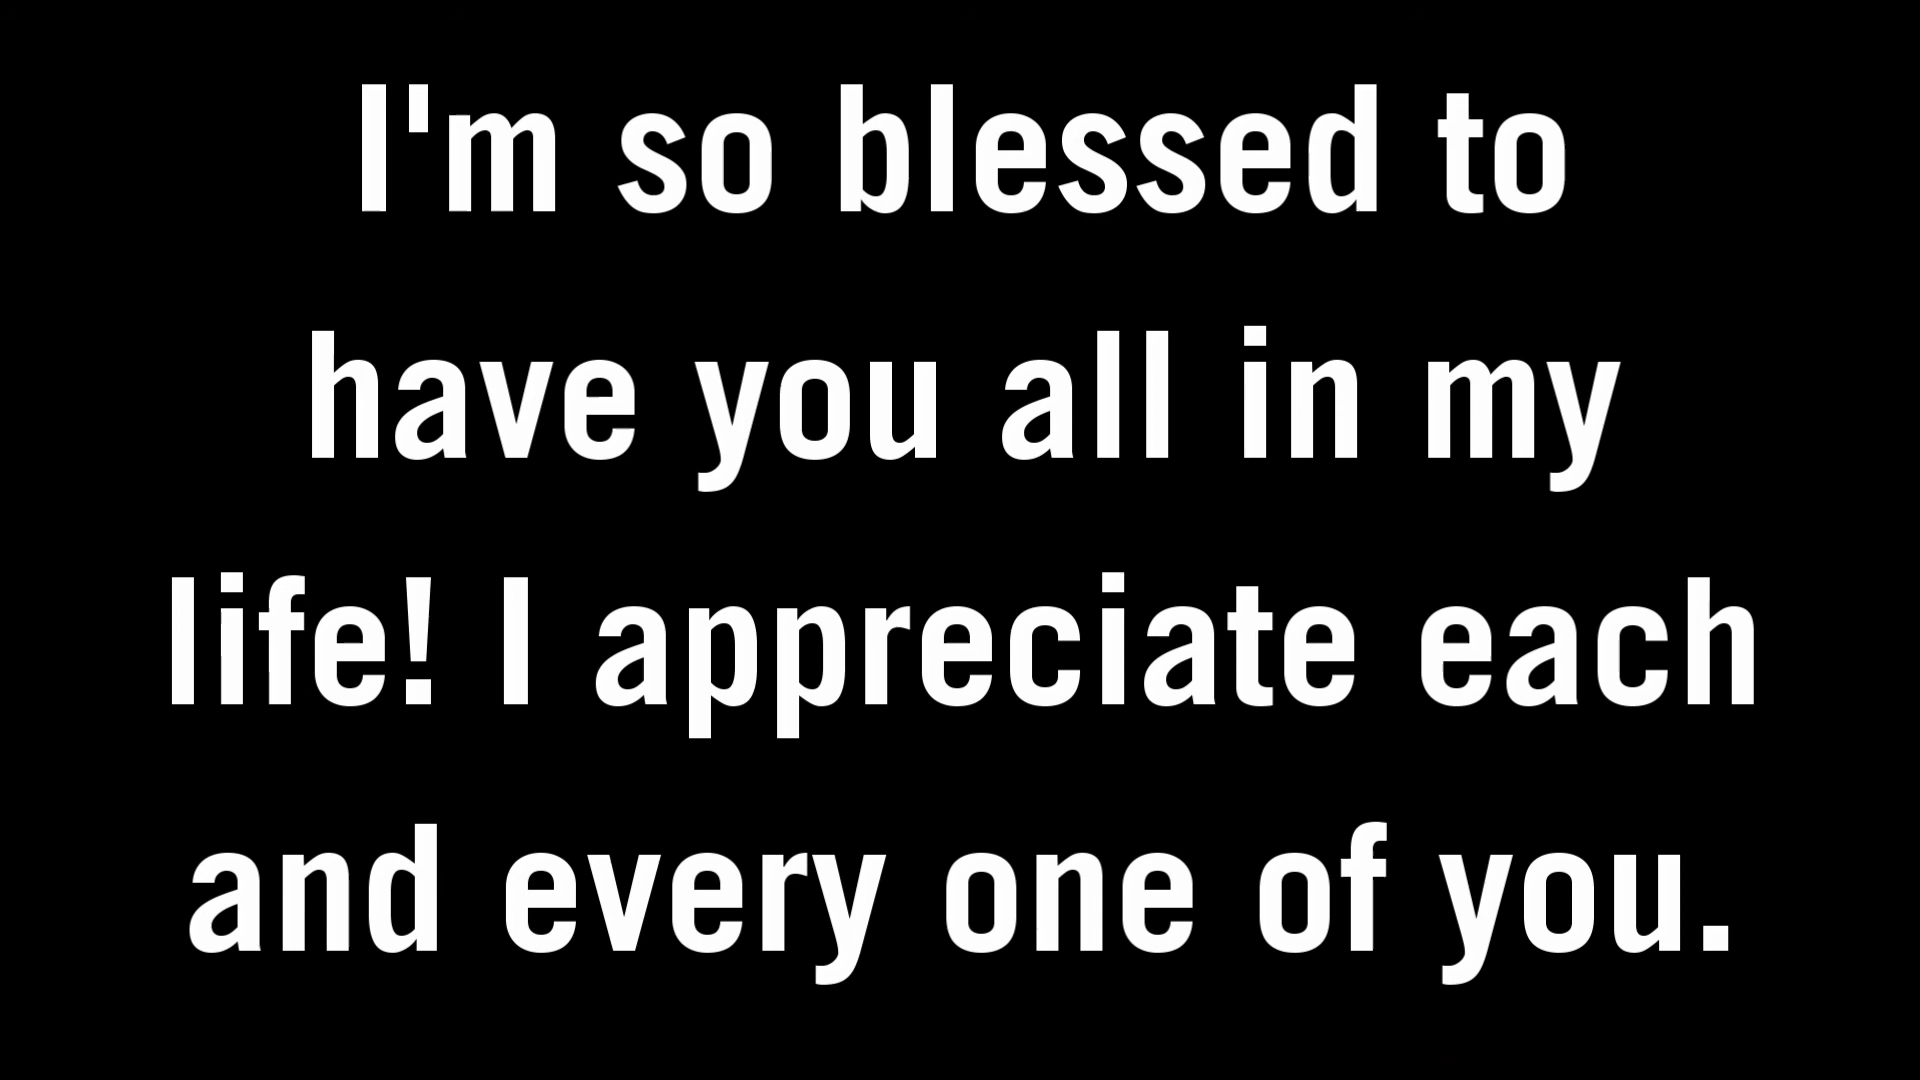 I'm so blessed to
have you all in my
life! I appreciate each
and every one of you.